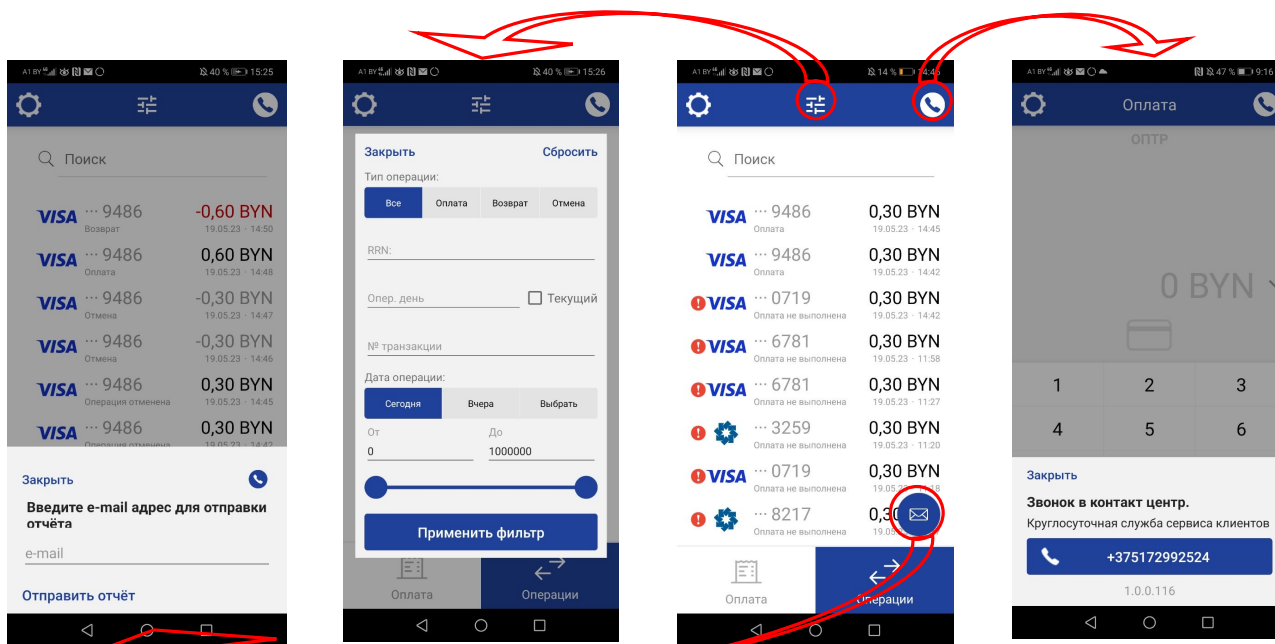 A1 BY 40 % 15:25
Поиск
VISA ··· 9486 -0,60 BYN
Возврат 19.05.23 · 14:50
VISA ··· 9486 0,60 BYN
Оплата 19.05.23 · 14:48
VISA ··· 9486 -0,30 BYN
Отмена 19.05.23 · 14:47
VISA ··· 9486 -0,30 BYN
Отмена 19.05.23 · 14:46
VISA ··· 9486 0,30 BYN
Операция отменена 19.05.23 · 14:45
VISA ··· 9486 0,30 BYN
Операция отменена 19.05.23 · 14:42
Закрыть
Введите e-mail адрес для отправки
отчёта
e-mail
Отправить отчёт
A1 BY 40 % 15:26
Закрыть Сбросить
Тип операции:
Все Оплата Возврат Отмена
RRN:
Опер. день Текущий
№ транзакции
Дата операции:
Сегодня Вчера Выбрать
От До
0 1000000
Применить фильтр
Оплата Операции
A1 BY 14 % 14:46
Поиск
VISA ··· 9486 0,30 BYN
Оплата 19.05.23 · 14:45
VISA ··· 9486 0,30 BYN
Оплата 19.05.23 · 14:42
VISA ··· 0719 0,30 BYN
Оплата не выполнена 19.05.23 · 14:42
VISA ··· 6781 0,30 BYN
Оплата не выполнена 19.05.23 · 11:58
VISA ··· 6781 0,30 BYN
Оплата не выполнена 19.05.23 · 11:27
··· 3259 0,30 BYN
Оплата не выполнена 19.05.23 · 11:20
VISA ··· 0719 0,30 BYN
Оплата не выполнена
··· 8217
Оплата не выполнена
Оплата Операции
A1 BY 47 % 9:16
Оплата
ОПТР
0 BYN
1 2 3
4 5 6
Закрыть
Звонок в контакт центр.
Круглосуточная служба сервиса клиентов
+375172992524
1.0.0.116